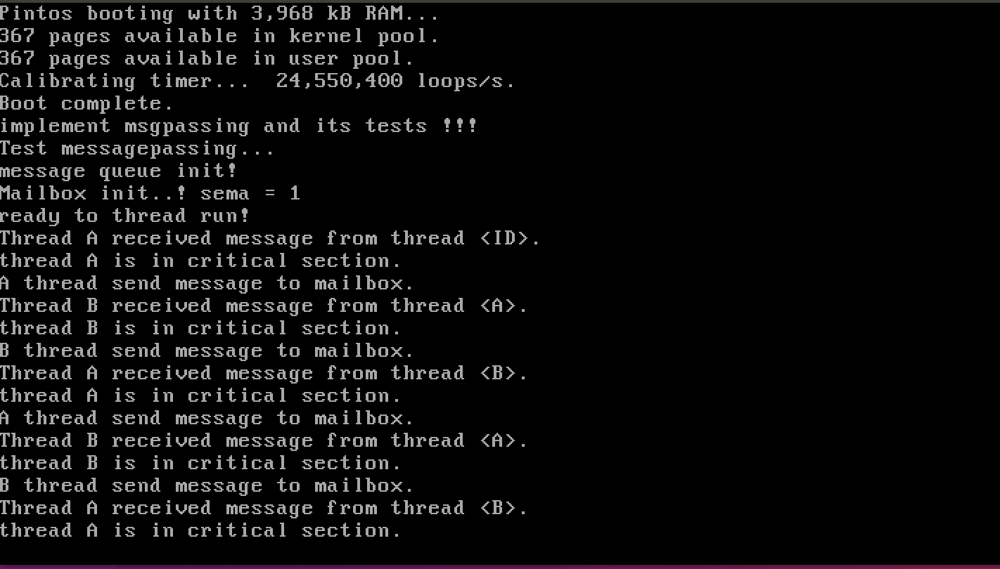 Pintos booting with 3,968 kB RAM...
367 pages available in kernel pool.
367 pages available in user pool.
Calibrating timer...  24,550,400 loops/s.
Boot complete.
implement msgpassing and its tests !!!
Test messagepassing...
message queue init!
Mailbox init..! sema = 1
ready to thread run!
Thread A received message from thread <ID>.
thread A is in critical section.
A thread send message to mailbox.
Thread B received message from thread <A>.
thread B is in critical section.
B thread send message to mailbox.
Thread A received message from thread <B>.
thread A is in critical section.
A thread send message to mailbox.
Thread B received message from thread <A>.
thread B is in critical section.
B thread send message to mailbox.
Thread A received message from thread <B>.
thread A is in critical section.